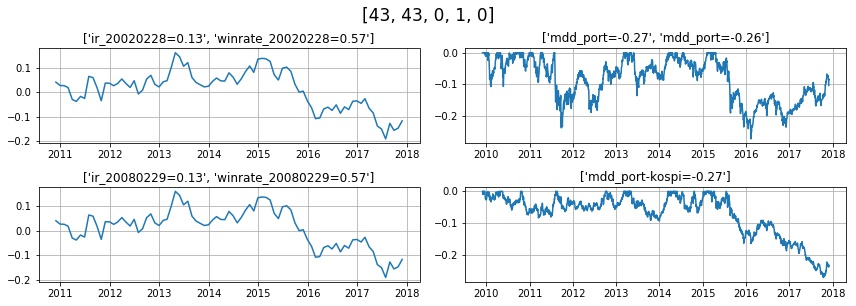 [43, 43, 0, 1, 0]
['ir_20020228=0.13', 'winrate_20020228=0.57']
0.1
0.0
−0.1
−0.2
2011 2012 2013 2014 2015 2016 2017 2018
['mdd_port=-0.27', 'mdd_port=-0.26']
0.0
−0.1
−0.2
2010 2011 2012 2013 2014 2015 2016 2017 2018
['ir_20080229=0.13', 'winrate_20080229=0.57']
0.1
0.0
−0.1
−0.2
2011 2012 2013 2014 2015 2016 2017 2018
['mdd_port-kospi=-0.27']
0.0
−0.1
−0.2
2010 2011 2012 2013 2014 2015 2016 2017 2018